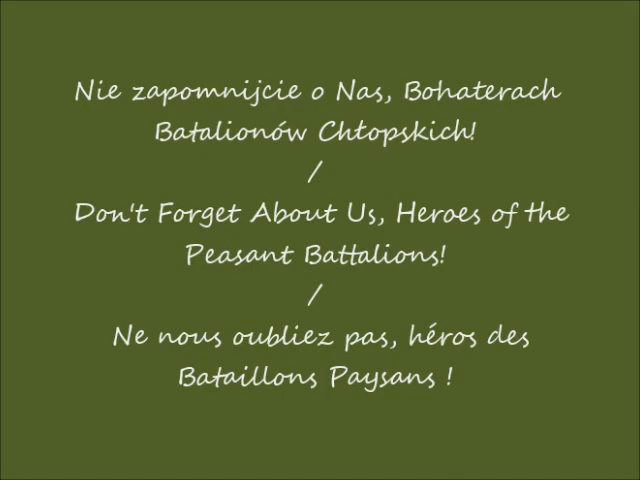 Nie zapomnijcie o Nas, Bohaterach
Batalionów Chłopskich!
/
Don't Forget About Us, Heroes of the
Peasant Battalions!
/
Ne nous oubliez pas, héros des
Bataillons Paysans !